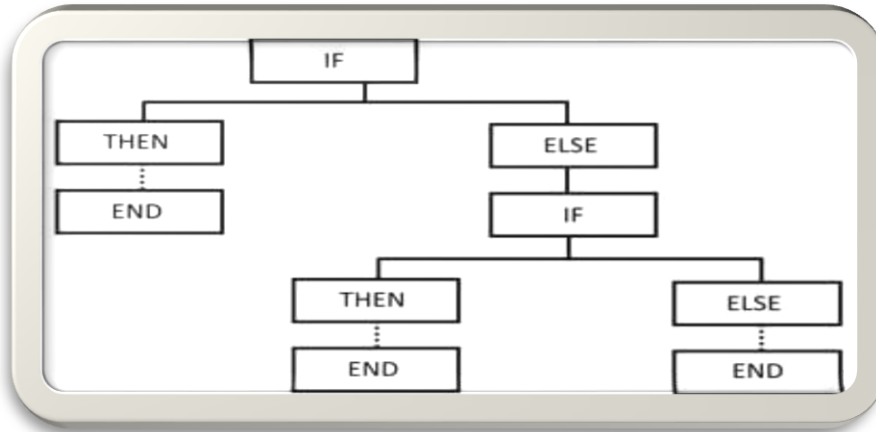 IF
THEN
ELSE
END
IF
THEN
ELSE
END
END